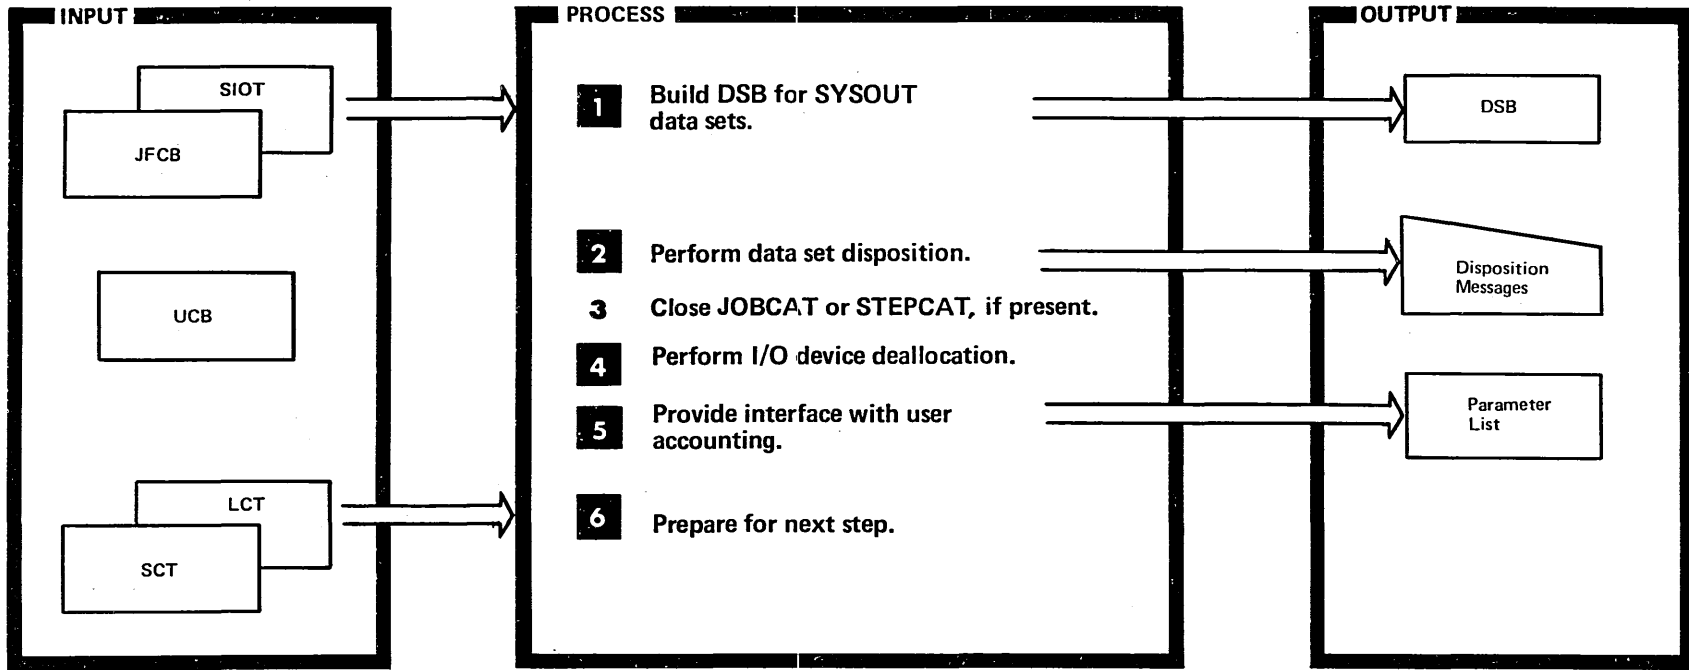 INPUT
SIOT
JFCB
UCB
LCT
SCT
PROCESS
1 Build DSB for SYSOUT
data sets.
2 Perform data set disposition.
3 Close JOBCAT or STEPCAT, if present.
4 Perform I/O device deallocation.
5 Provide interface with user
accounting.
6 Prepare for next step.
OUTPUT
DSB
Disposition
Messages
Parameter
List